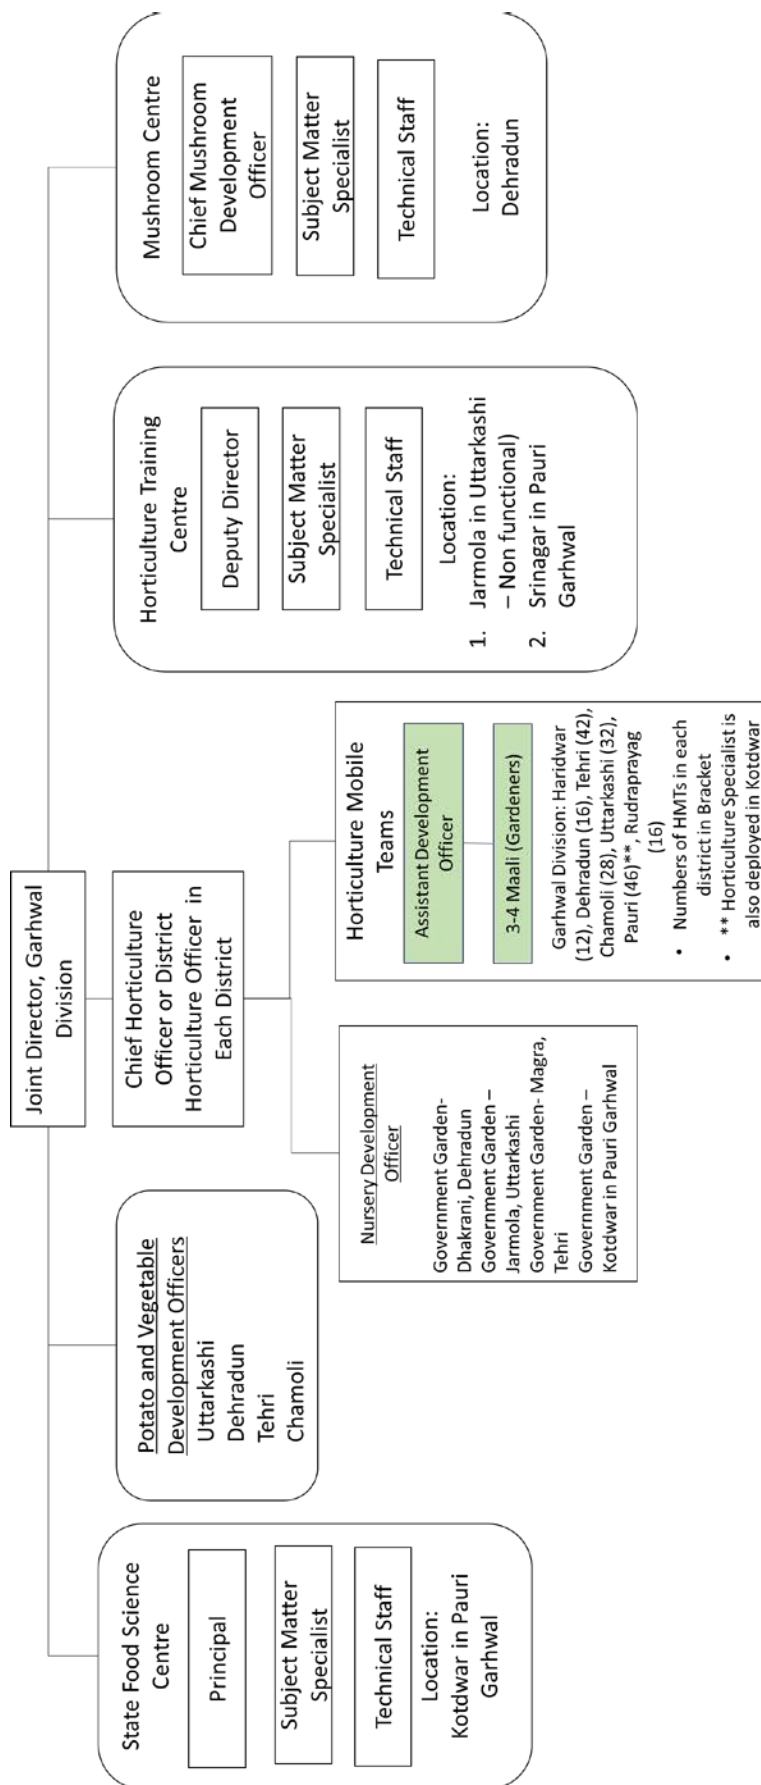 Joint Director, Garhwal
Division
State Food Science
Centre
Principal
Subject Matter
Specialist
Technical Staff
Location:
Kotdwar in Pauri
Garhwal
Potato and Vegetable
Development Officers
Uttarkashi
Dehradun
Tehri
Chamoli
Chief Horticulture
Officer or District
Horticulture Officer in
Each District
Nursery Development
Officer
Government Garden-
Dhakrani, Dehradun
Government Garden –
Jarmola, Uttarkashi
Government Garden- Magra,
Tehri
Government Garden –
Kotdwar in Pauri Garhwal
Horticulture Mobile
Teams
Assistant Development
Officer
3-4 Maali (Gardeners)
Garhwal Division: Haridwar
(12), Dehradun (16), Tehri (42),
Chamoli (28), Uttarkashi (32),
Pauri (46)**, Rudraprayag
(16)
• Numbers of HMTs in each
district in Bracket
• ** Horticulture Specialist is
also deployed in Kotdwar
Horticulture Training
Centre
Deputy Director
Subject Matter
Specialist
Technical Staff
Location:
1. Jarmola in Uttarkashi
– Non functional)
2. Srinagar in Pauri
Garhwal
Mushroom Centre
Chief Mushroom
Development
Officer
Subject Matter
Specialist
Technical Staff
Location:
Dehradun